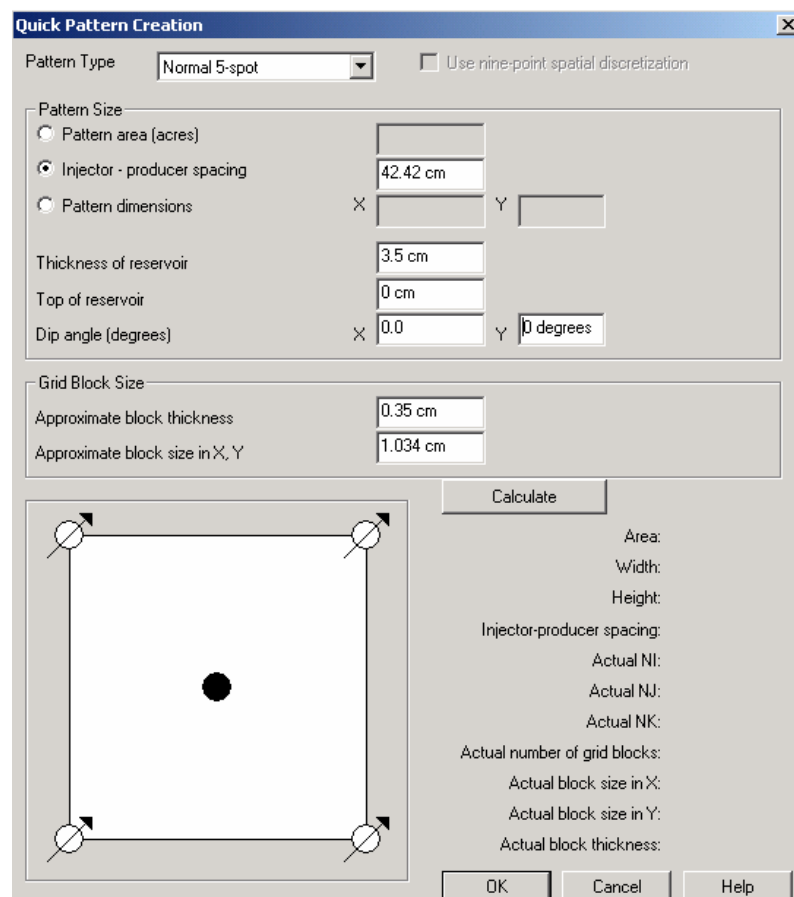 Quick Pattern Creation
Pattern Type Normal 5-spot Use nine-point spatial discretization
Pattern Size
Pattern area (acres)
Injector - producer spacing 42.42 cm
Pattern dimensions X Y
Thickness of reservoir 3.5 cm
Top of reservoir 0 cm
Dip angle (degrees) X 0.0 Y 0 degrees
Grid Block Size
Approximate block thickness 0.35 cm
Approximate block size in X, Y 1.034 cm
Calculate
Area:
Width:
Height:
Injector-producer spacing:
Actual NI:
Actual NJ:
Actual NK:
Actual number of grid blocks:
Actual block size in X:
Actual block size in Y:
Actual block thickness:
OK Cancel Help